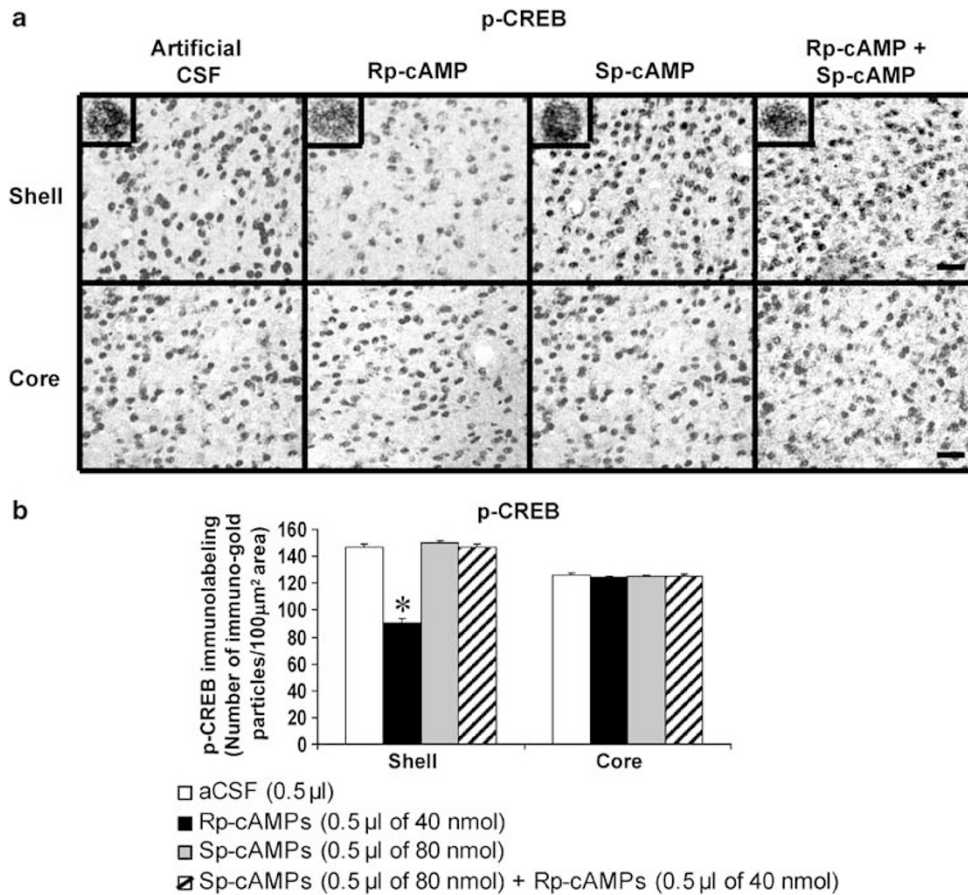 a
p-CREB
Artificial CSF
Rp-cAMP
Sp-cAMP
Rp-cAMP + Sp-cAMP
Shell
Core
b
p-CREB
p-CREB immunolabeling
(Number of immuno-gold
particles/100µm² area)
160
140
120
100
80
60
40
20
0
*
Shell
Core
aCSF (0.5 µl)
Rp-cAMPs (0.5 µl of 40 nmol)
Sp-cAMPs (0.5 µl of 80 nmol)
Sp-cAMPs (0.5 µl of 80 nmol) + Rp-cAMPs (0.5 µl of 40 nmol)